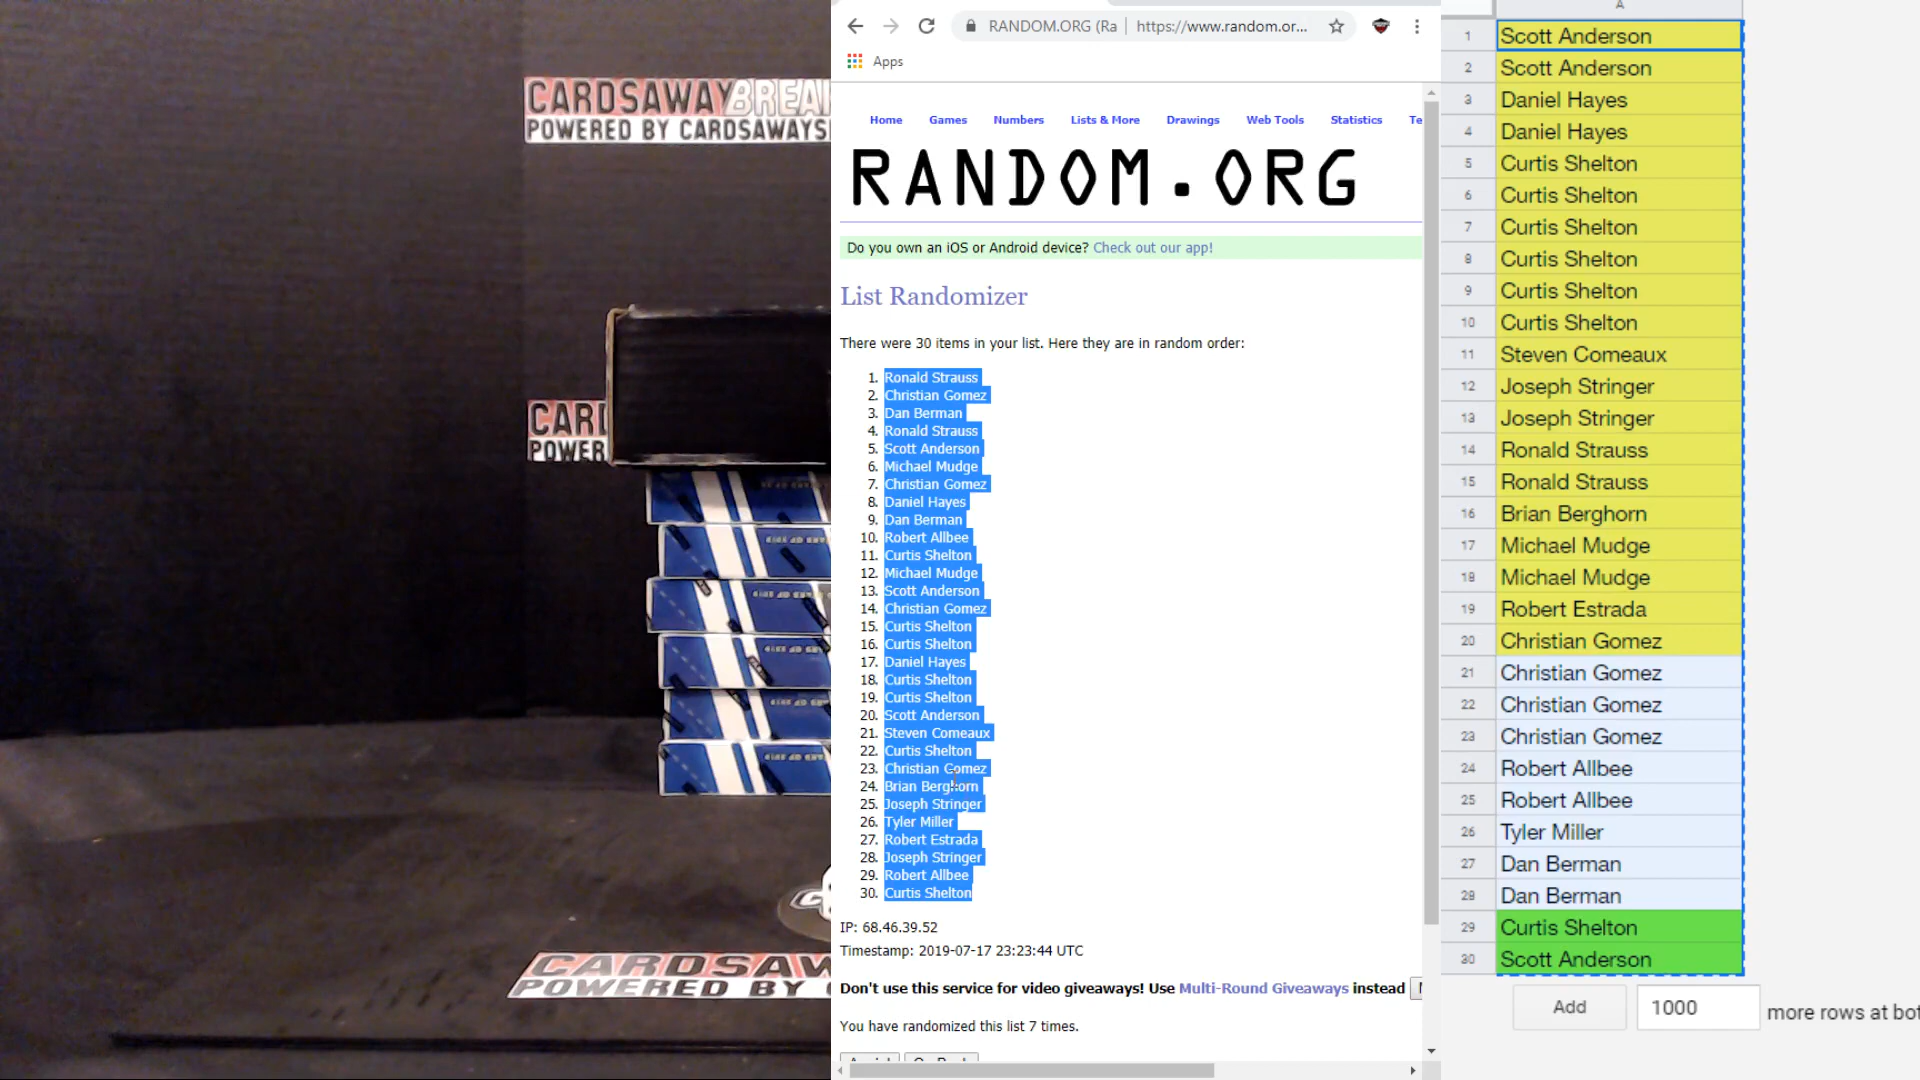 CARDSAWAYBREA
POWERED BY CARDSAWAYS
CARD
POWER
CARDSAW
POWERED BY
RANDOM.ORG (Ra
https://www.random.or...
Apps
Home Games Numbers Lists & More Drawings Web Tools Statistics Te
RANDOM.ORG
Do you own an iOS or Android device? Check out our app!
List Randomizer
There were 30 items in your list. Here they are in random order:
1. Ronald Strauss
2. Christian Gomez
3. Dan Berman
4. Ronald Strauss
5. Scott Anderson
6. Michael Mudge
7. Christian Gomez
8. Daniel Hayes
9. Dan Berman
10. Robert Allbee
11. Curtis Shelton
12. Michael Mudge
13. Scott Anderson
14. Christian Gomez
15. Curtis Shelton
16. Curtis Shelton
17. Daniel Hayes
18. Curtis Shelton
19. Curtis Shelton
20. Scott Anderson
21. Steven Comeaux
22. Curtis Shelton
23. Christian Gomez
24. Brian Berghorn
25. Joseph Stringer
26. Tyler Miller
27. Robert Estrada
28. Joseph Stringer
29. Robert Allbee
30. Curtis Shelton
IP: 68.46.39.52
Timestamp: 2019-07-17 23:23:44 UTC
Don't use this service for video giveaways! Use Multi-Round Giveaways instead
You have randomized this list 7 times.
A
1 Scott Anderson
2 Scott Anderson
3 Daniel Hayes
4 Daniel Hayes
5 Curtis Shelton
6 Curtis Shelton
7 Curtis Shelton
8 Curtis Shelton
9 Curtis Shelton
10 Curtis Shelton
11 Steven Comeaux
12 Joseph Stringer
13 Joseph Stringer
14 Ronald Strauss
15 Ronald Strauss
16 Brian Berghorn
17 Michael Mudge
18 Michael Mudge
19 Robert Estrada
20 Christian Gomez
21 Christian Gomez
22 Christian Gomez
23 Christian Gomez
24 Robert Allbee
25 Robert Allbee
26 Tyler Miller
27 Dan Berman
28 Dan Berman
29 Curtis Shelton
30 Scott Anderson
Add 1000 more rows at bot